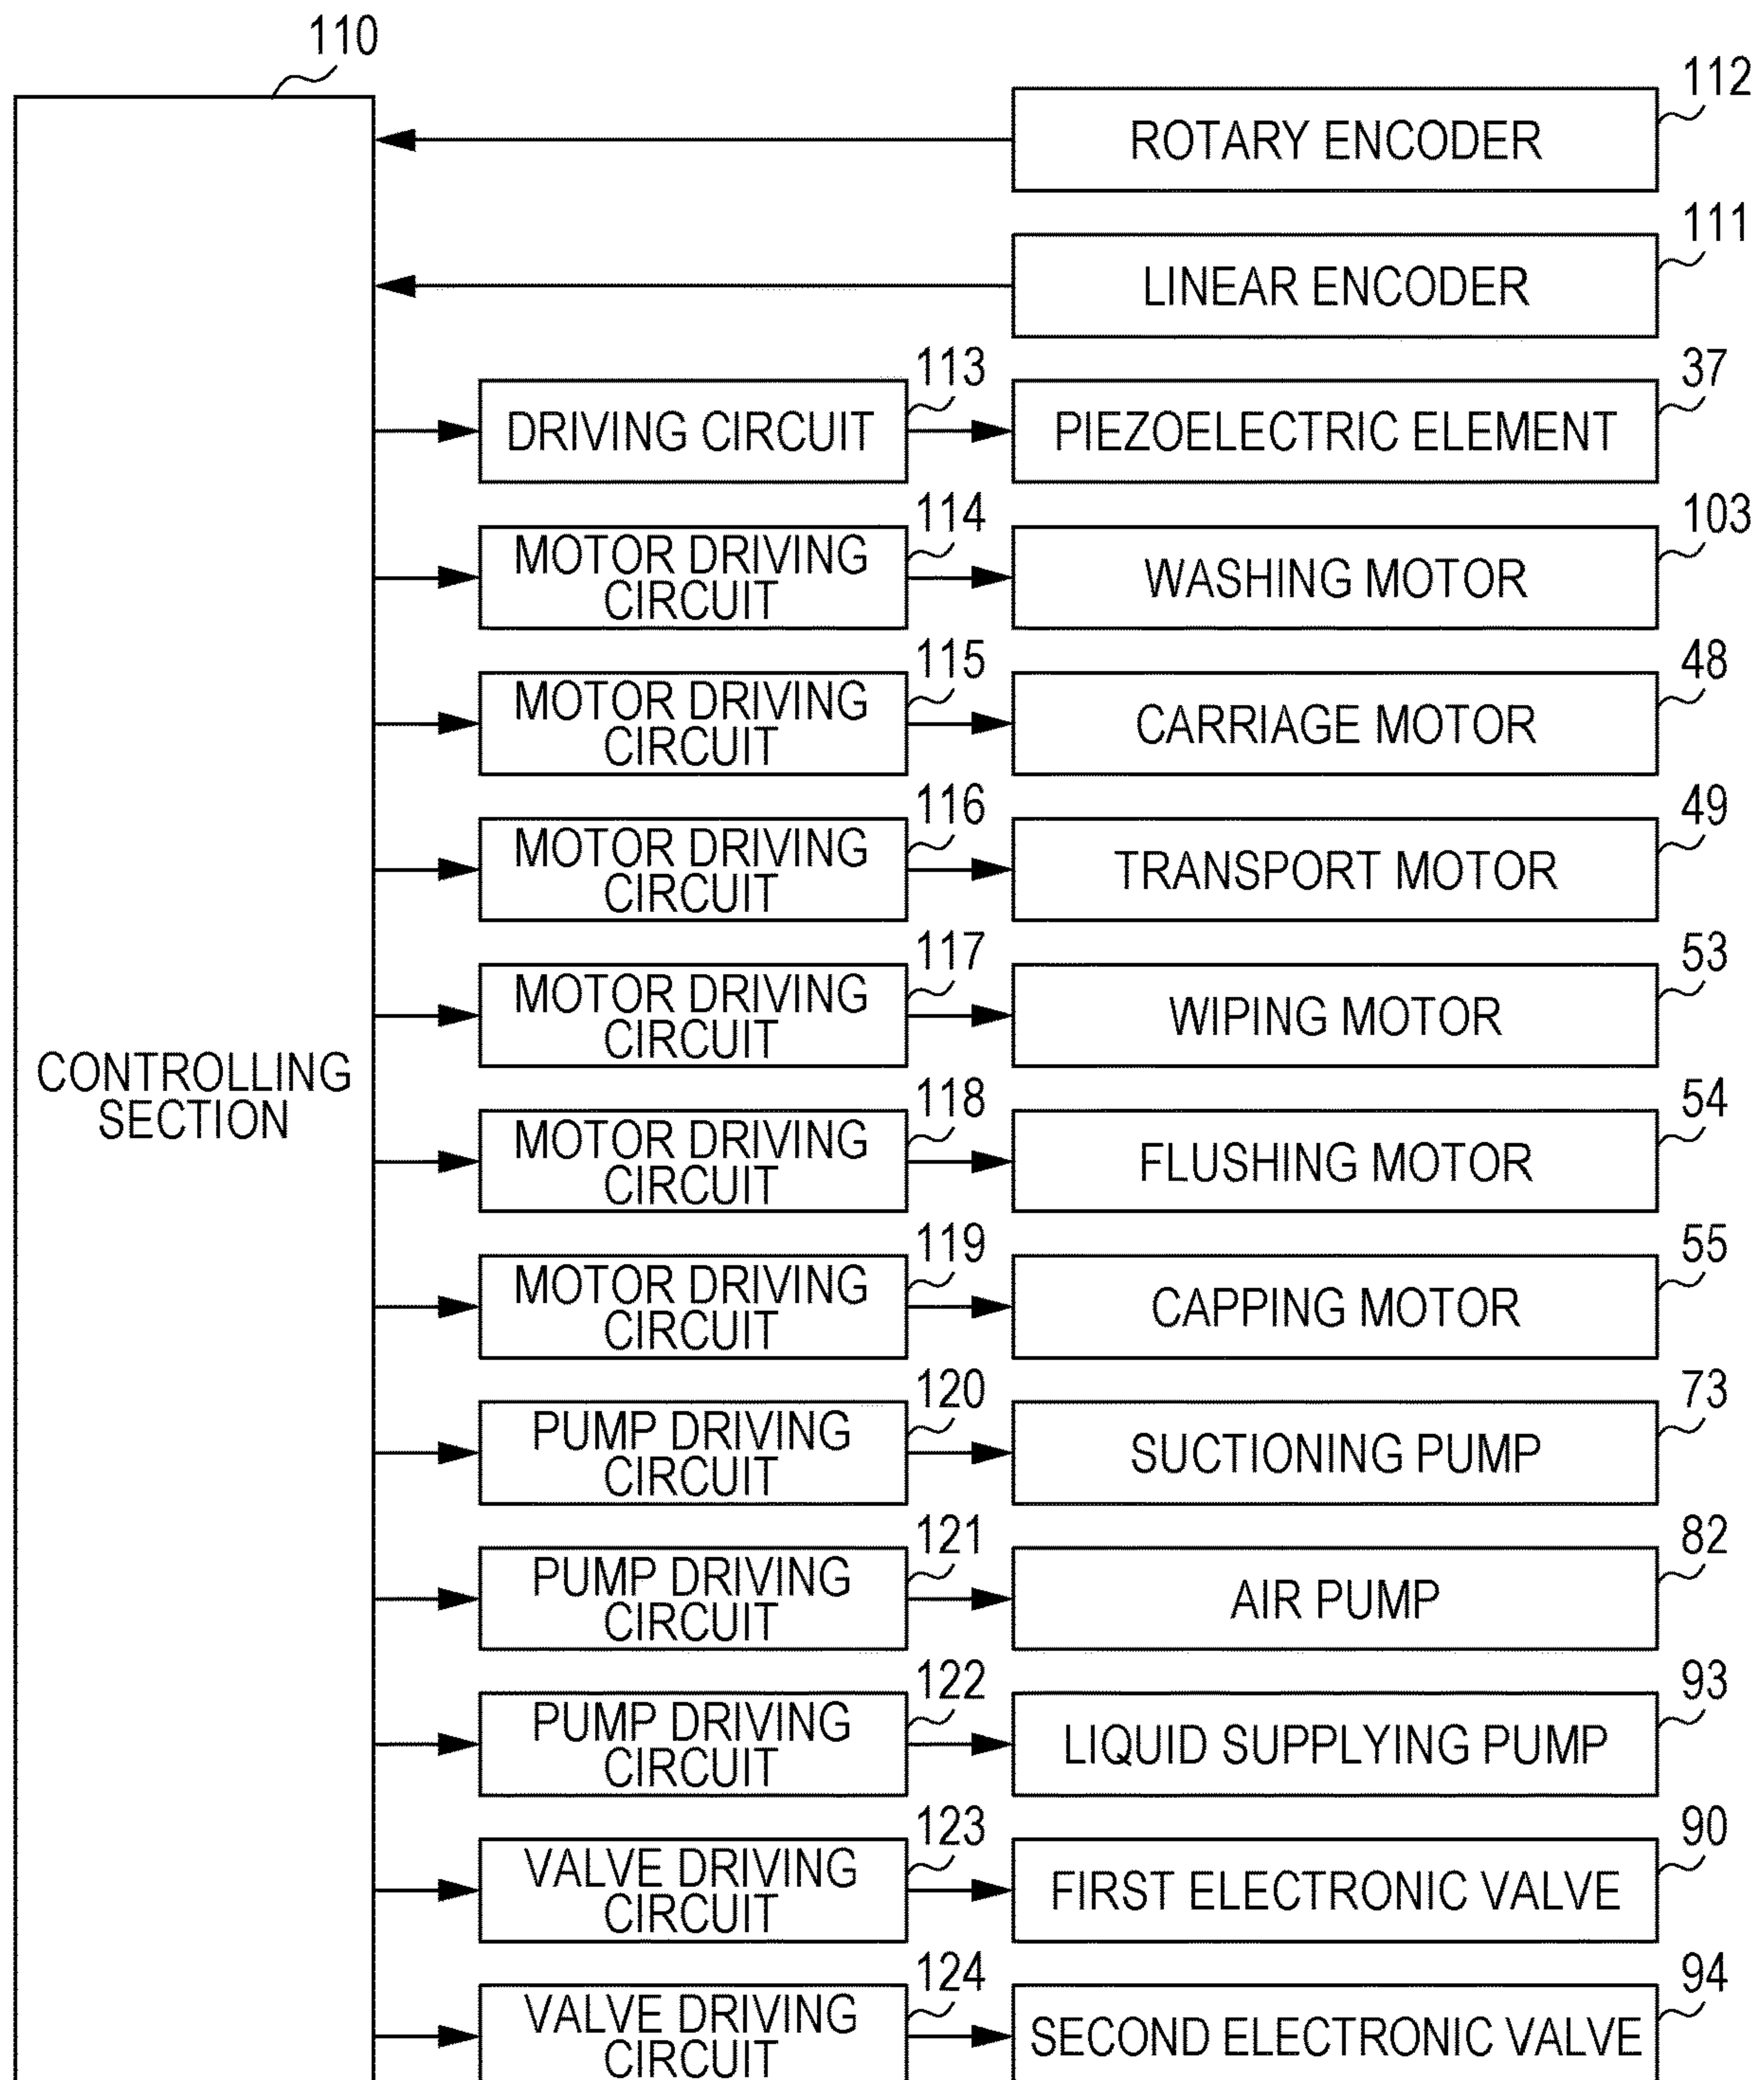 110
112
ROTARY ENCODER
111
LINEAR ENCODER
113
37
DRIVING CIRCUIT
PIEZOELECTRIC ELEMENT
114
103
MOTOR DRIVING
CIRCUIT
WASHING MOTOR
115
48
MOTOR DRIVING
CIRCUIT
CARRIAGE MOTOR
116
49
MOTOR DRIVING
CIRCUIT
TRANSPORT MOTOR
117
53
MOTOR DRIVING
CIRCUIT
WIPING MOTOR
CONTROLLING
SECTION
118
54
MOTOR DRIVING
CIRCUIT
FLUSHING MOTOR
119
55
MOTOR DRIVING
CIRCUIT
CAPPING MOTOR
120
73
PUMP DRIVING
CIRCUIT
SUCTIONING PUMP
121
82
PUMP DRIVING
CIRCUIT
AIR PUMP
122
93
PUMP DRIVING
CIRCUIT
LIQUID SUPPLYING PUMP
123
90
VALVE DRIVING
CIRCUIT
FIRST ELECTRONIC VALVE
124
94
VALVE DRIVING
CIRCUIT
SECOND ELECTRONIC VALVE